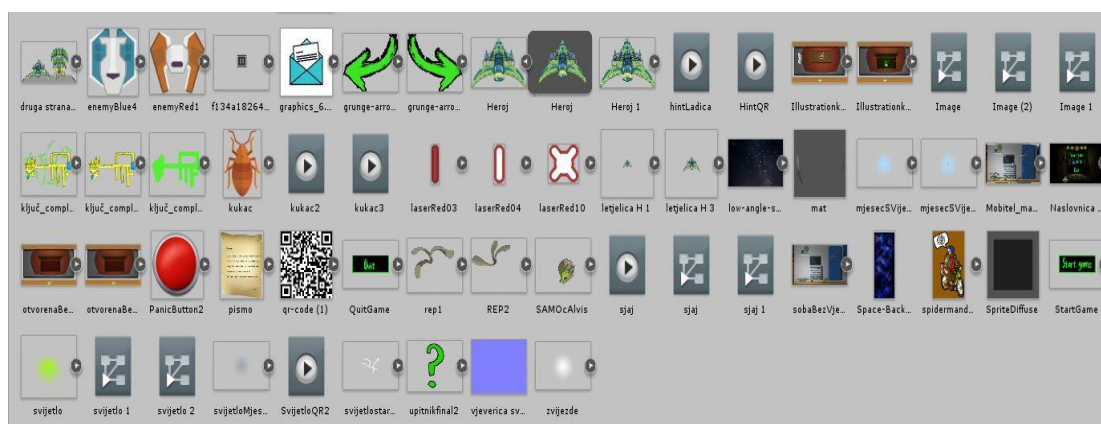 druga strana... enemyBlue4 enemyRed1 f134a18264... graphics_6... grunge-arro... grunge-arro... Heroj Heroj Heroj 1 hintLadica HintQR Illustrationk... Illustrationk... Image Image (2) Image 1
ključ_compl... ključ_compl... ključ_compl... kukac kukac2 kukac3 laserRed03 laserRed04 laserRed10 letjelica H 1 letjelica H 3 low-angle-s... mat mjesecSVije... mjesecSVije... Mobitel_ma... Naslovnica ...
Quit Start game
otvorenaBe... otvorenaBe... PanicButton2 pismo qr-code (1) QuitGame rep1 REP2 SAMOcAlvis sjaj sjaj sjaj 1 sobaBezVje... Space-Back... spidermand... SpriteDiffuse StartGame
svijetlo svijetlo 1 svijetlo 2 svijetloMjes... SvijetloQR2 svijetlostar... upitnikfinal2 vjeverica sv... zvijezde